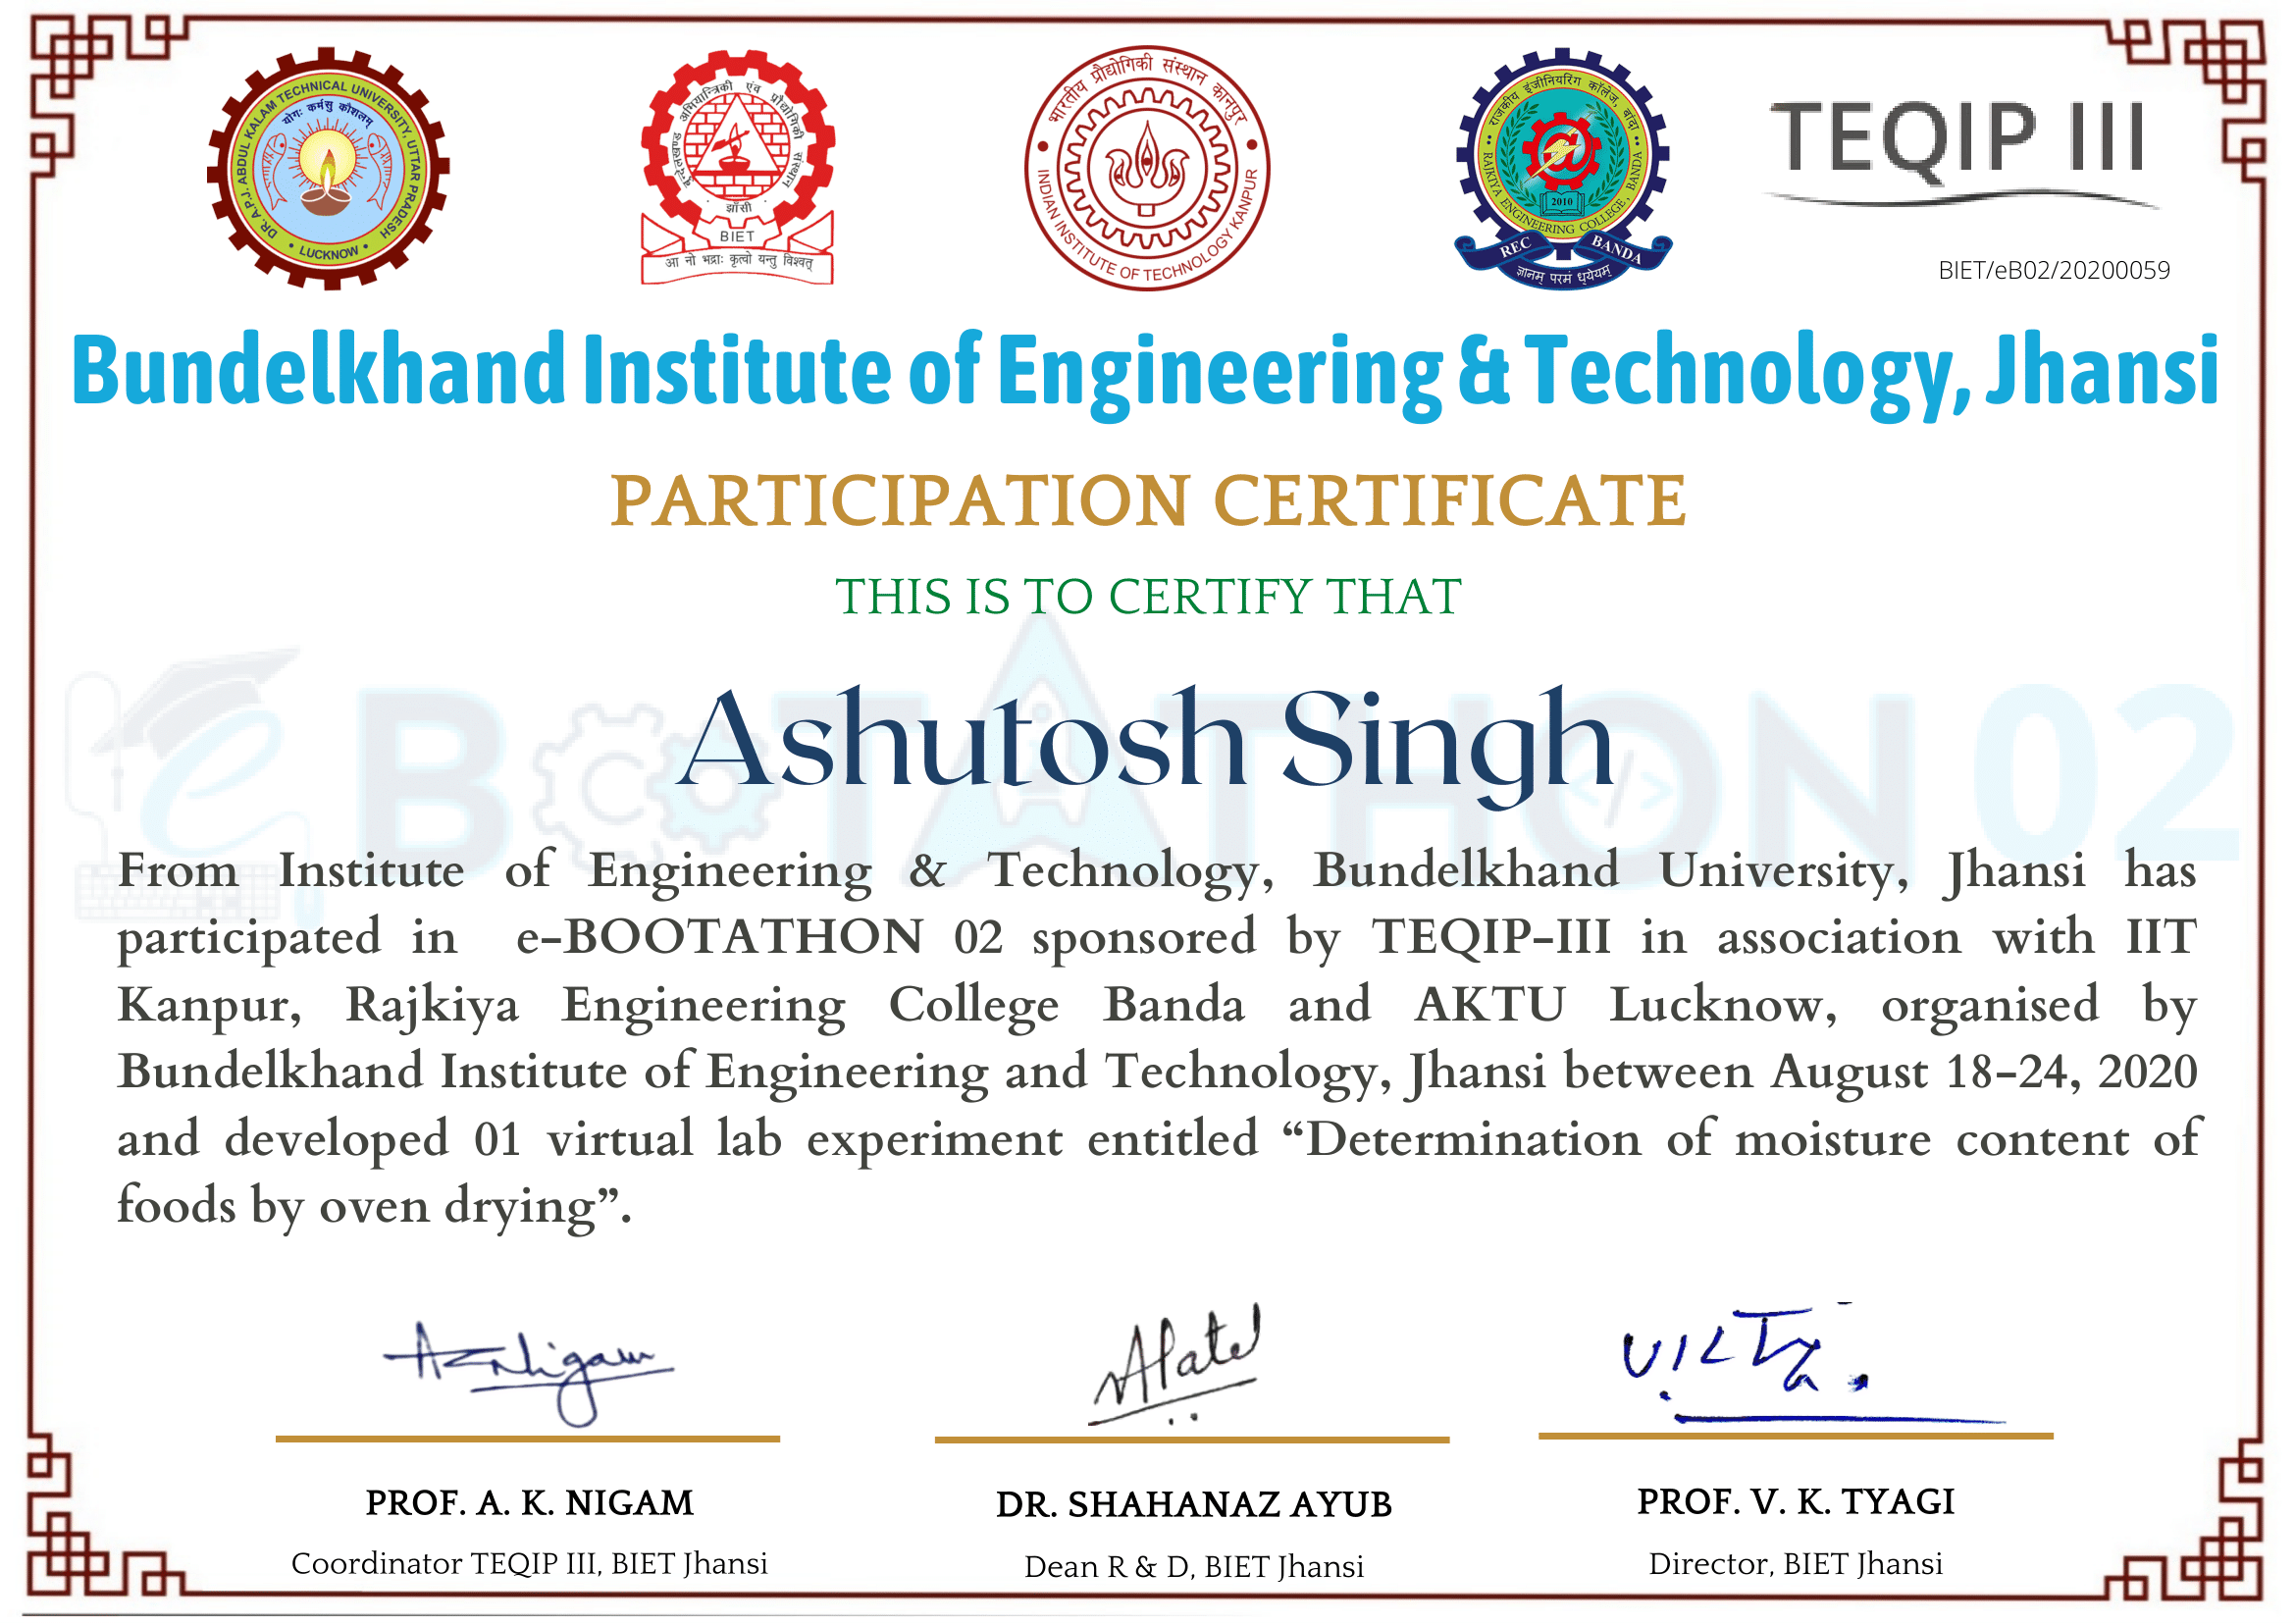 DR. A.P.J. ABDUL KALAM TECHNICAL UNIVERSITY, UTTAR PRADESH
योगः कर्मसु कौशलम्
• LUCKNOW •
बुन्देलखण्ड अभियान्त्रिकी एवं प्रौद्योगिकी संस्थान
झाँसी
BIET
आ नो भद्राः कृत्वो यन्तु विश्वत्
भारतीय प्रौद्योगिकी संस्थान कानपुर
INDIAN INSTITUTE OF TECHNOLOGY KANPUR
राजकीय इंजीनियरिंग कॉलेज, बांदा
RAJKIYA ENGINEERING COLLEGE, BANDA
2010
REC BANDA
ज्ञानम् परमं ध्येयम्
TEQIP III
BIET/eB02/20200059
Bundelkhand Institute of Engineering & Technology, Jhansi
PARTICIPATION CERTIFICATE
THIS IS TO CERTIFY THAT
e BOOTATHON 02
Ashutosh Singh
From Institute of Engineering & Technology, Bundelkhand University, Jhansi has
participated in e-BOOTATHON 02 sponsored by TEQIP-III in association with IIT
Kanpur, Rajkiya Engineering College Banda and AKTU Lucknow, organised by
Bundelkhand Institute of Engineering and Technology, Jhansi between August 18-24, 2020
and developed 01 virtual lab experiment entitled “Determination of moisture content of
foods by oven drying”.
PROF. A. K. NIGAM
Coordinator TEQIP III, BIET Jhansi
DR. SHAHANAZ AYUB
Dean R & D, BIET Jhansi
PROF. V. K. TYAGI
Director, BIET Jhansi